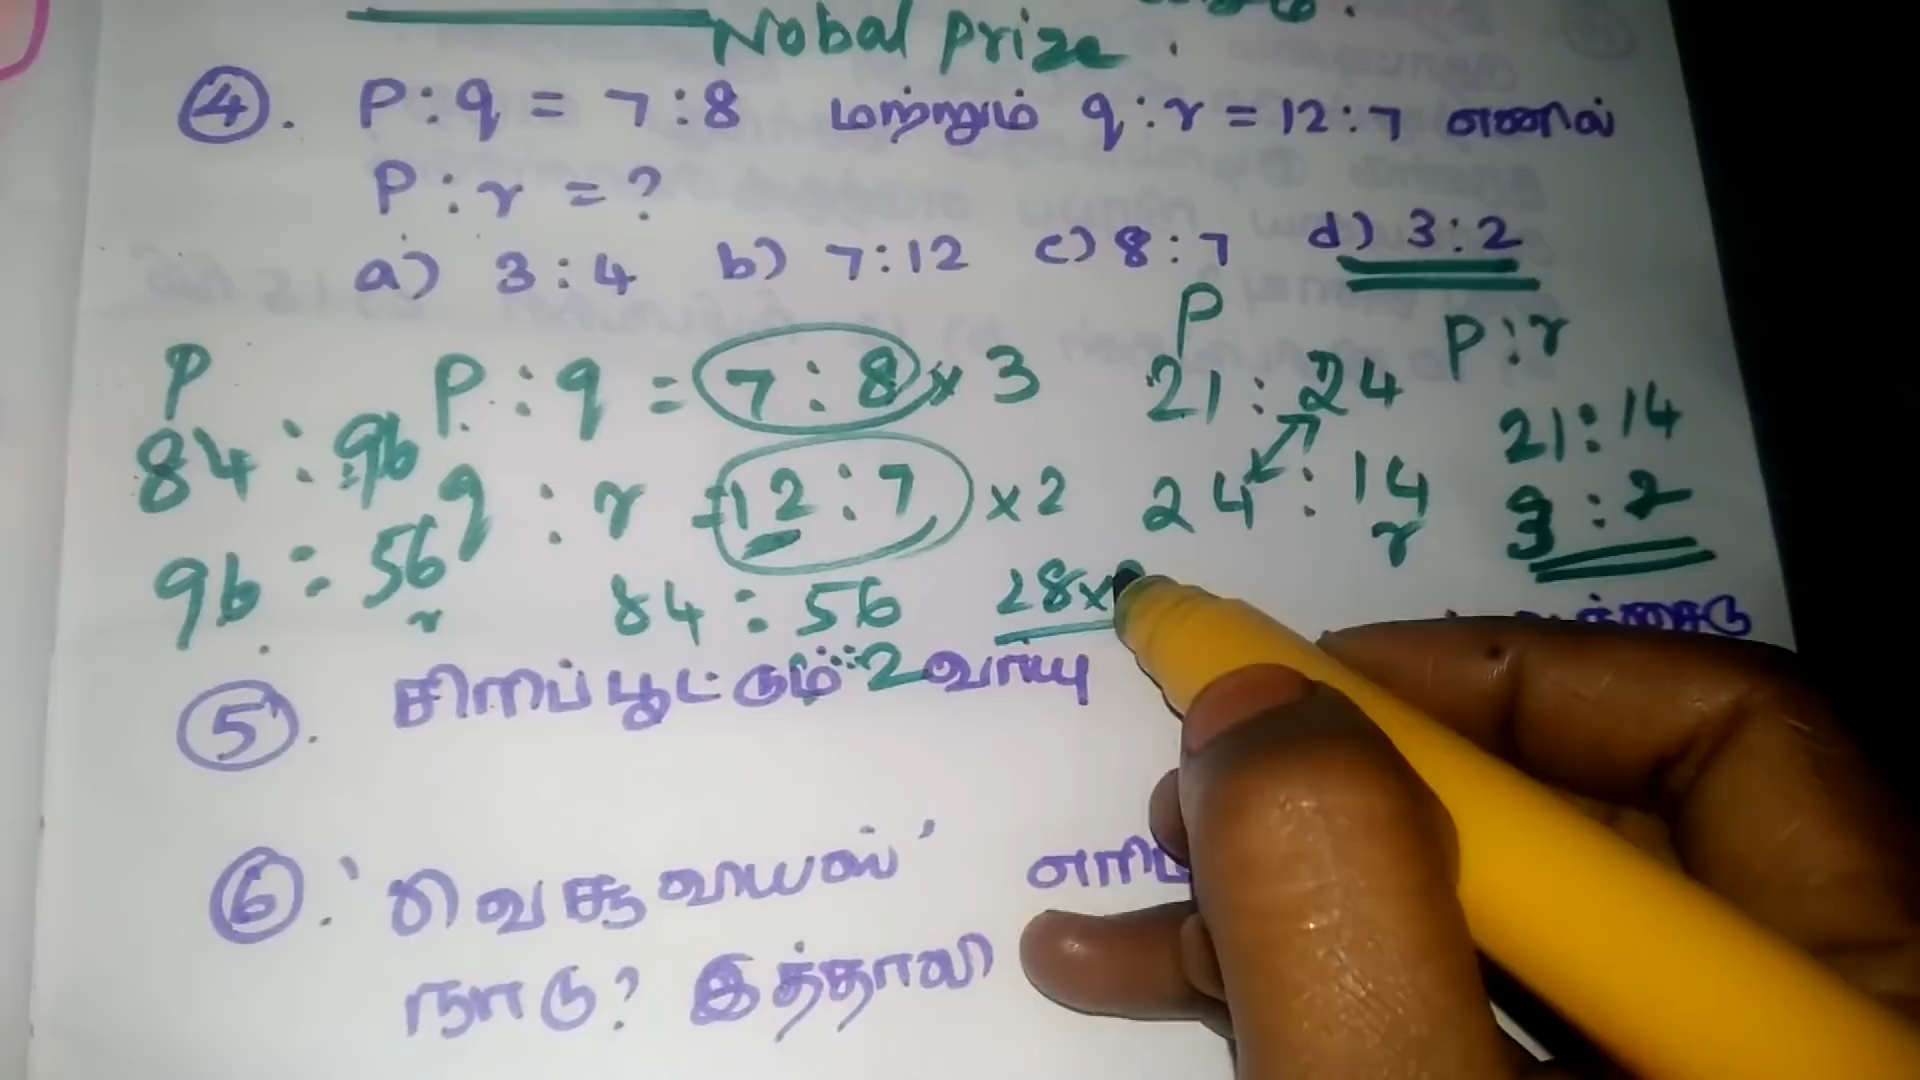 Nobal prize .
4. P : q = 7 : 8 மற்றும் q : r = 12 : 7 எனில்
P : r = ?
a) 3 : 4 b) 7 : 12 c) 8 : 7 d) 3 : 2
P P : q = 7 : 8 × 3 P 21 : 24 P : r
84 : 96 q : r = 12 : 7 × 2 24 : 14 21 : 14
96 : 56 r 3 : 2
r 84 : 56 28 ×
5. சிரிப்பூட்டும் 2 வாயு
6. ' வெசூவியஸ் '
நாடு? இத்தாலி